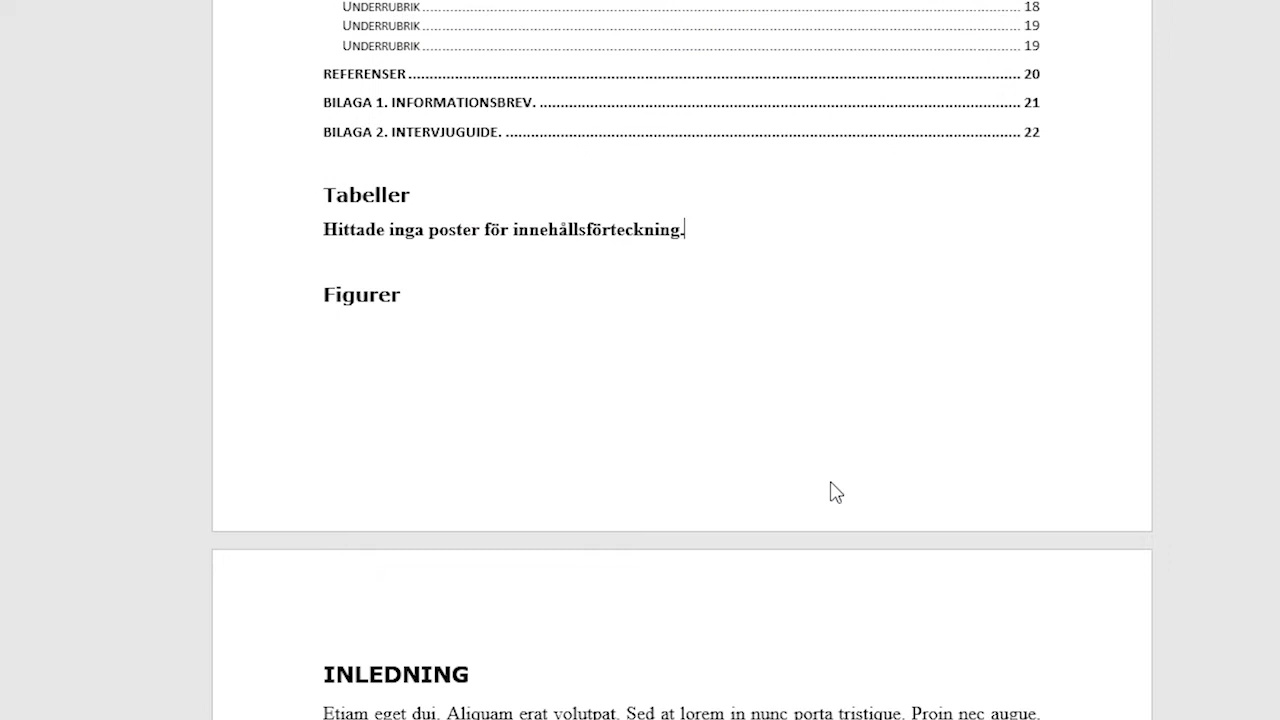 UNDERRUBRIK 18
UNDERRUBRIK 19
UNDERRUBRIK 19
REFERENSER 20
BILAGA 1. INFORMATIONSBREV. 21
BILAGA 2. INTERVJUGUIDE. 22
Tabeller
Hittade inga poster för innehållsförteckning.
Figurer
INLEDNING
Etiam eget dui. Aliquam erat volutpat. Sed at lorem in nunc porta tristique. Proin nec augue.